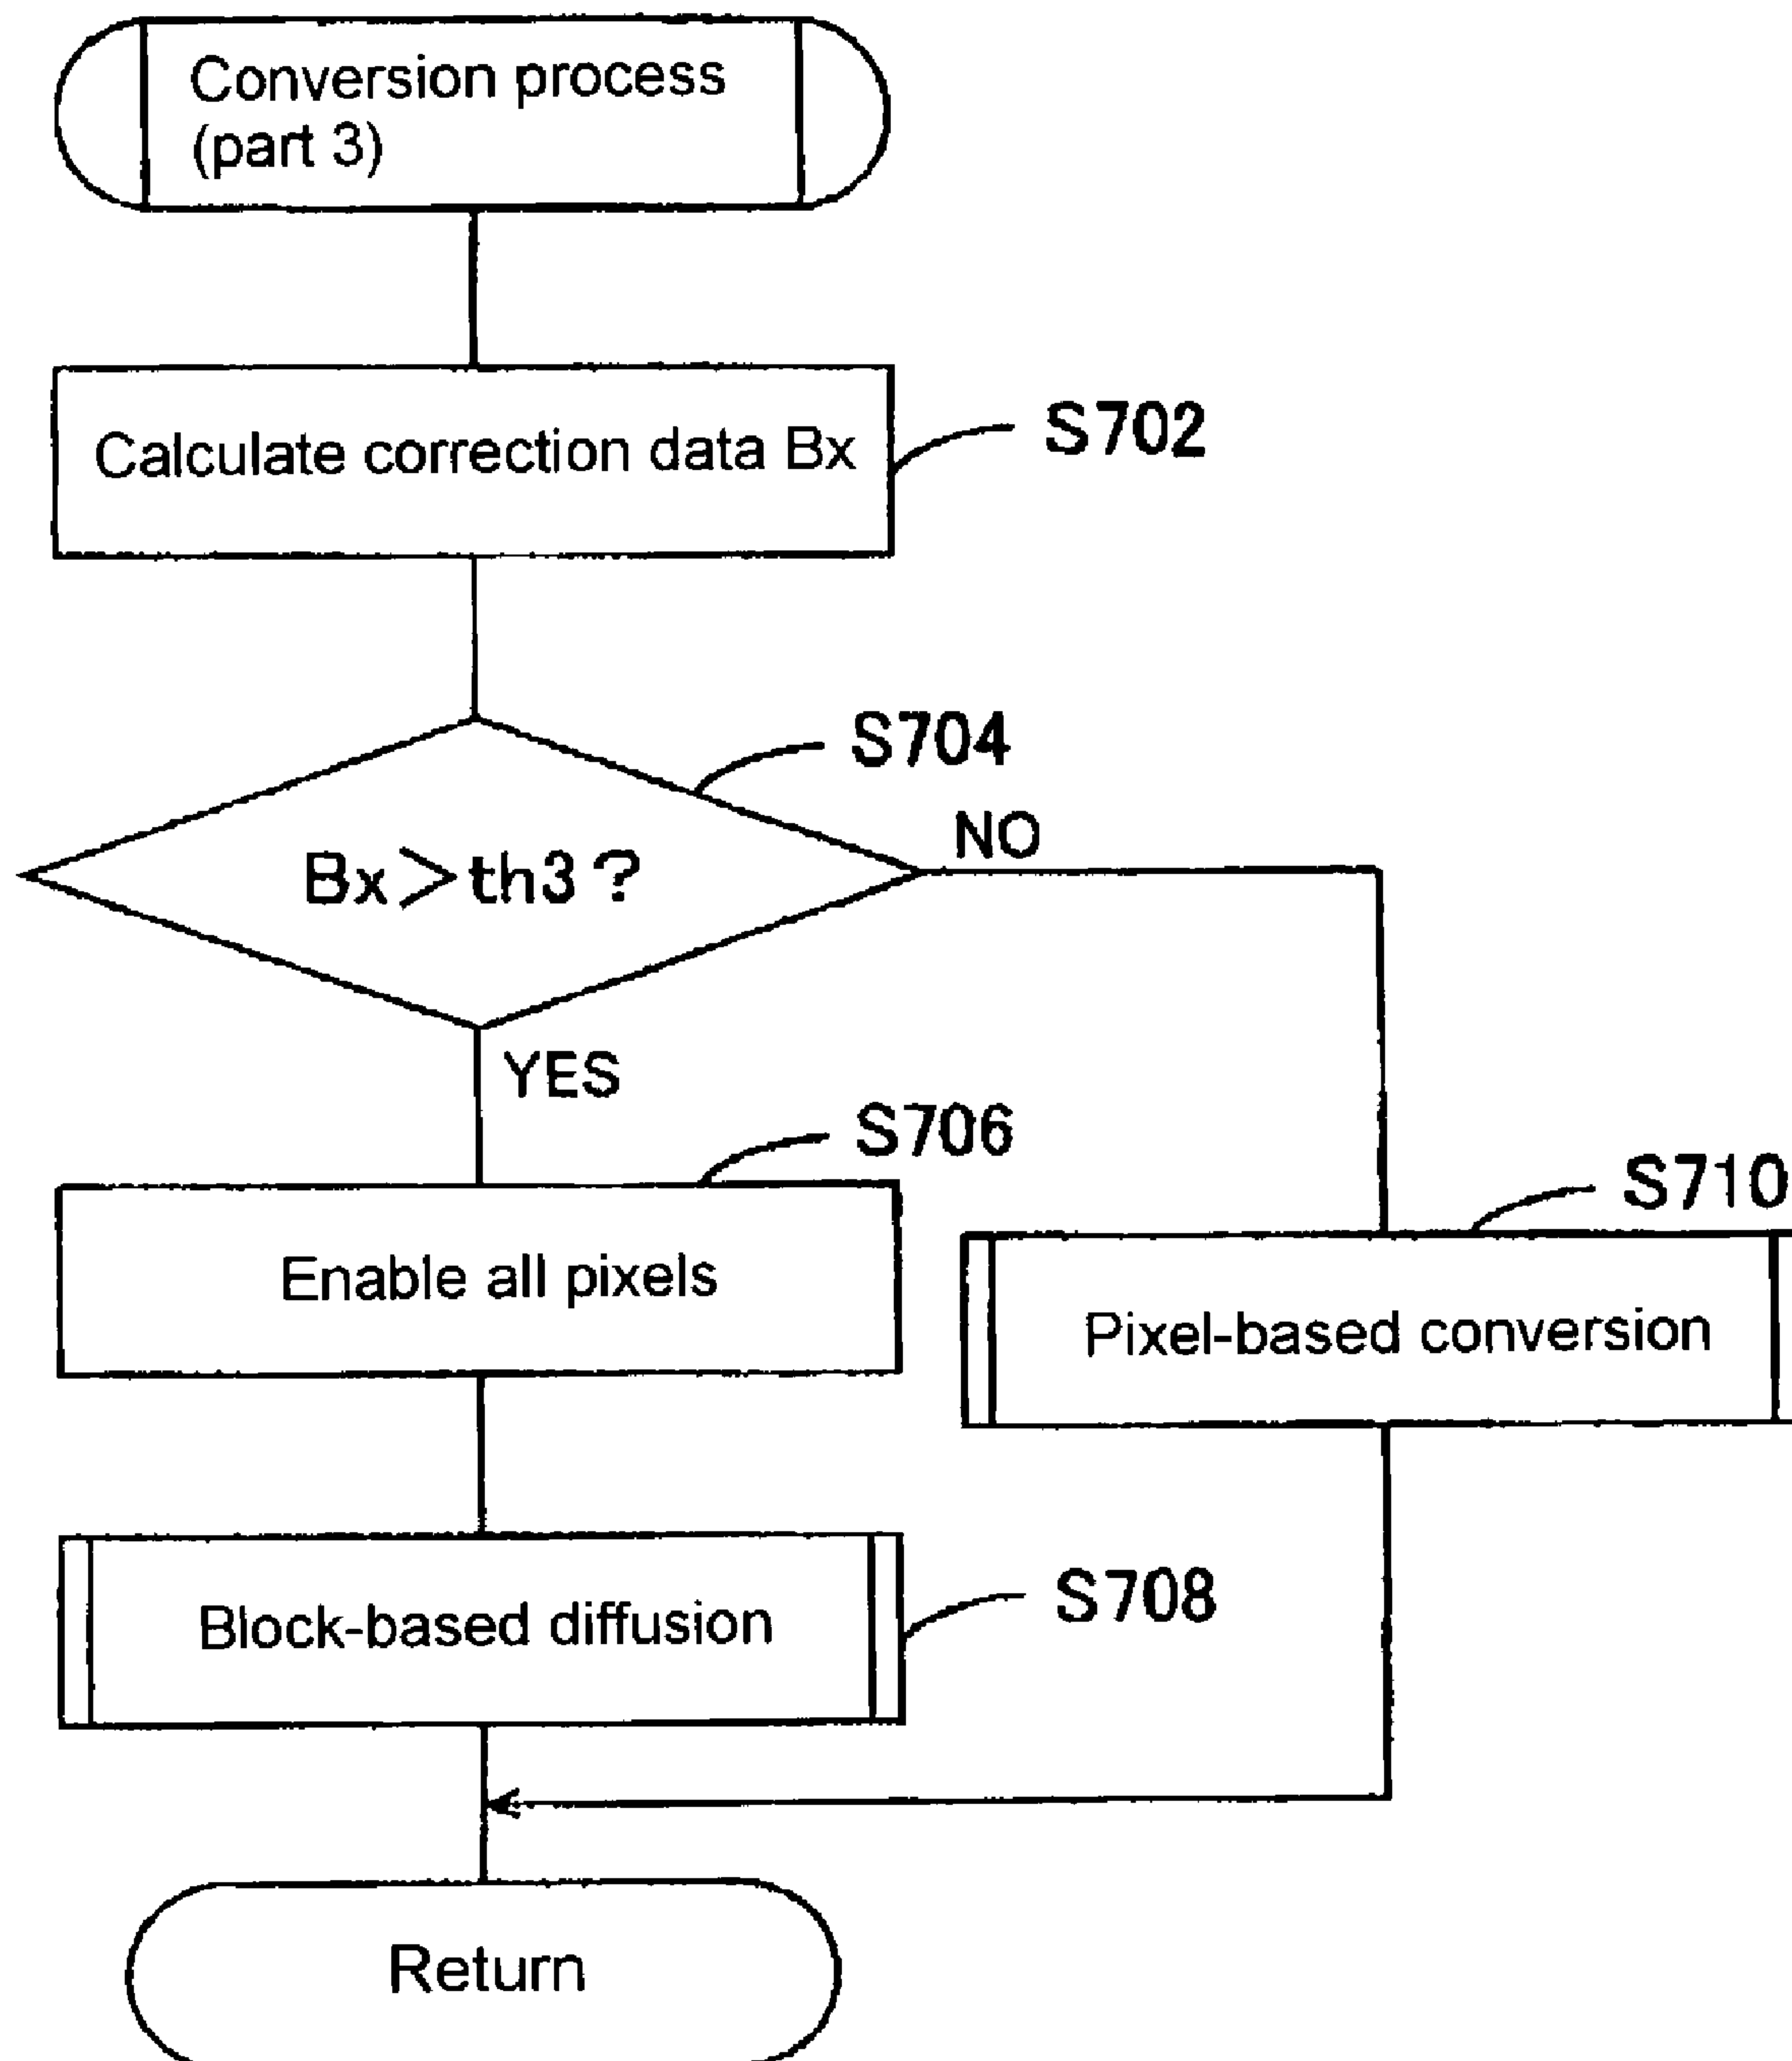 Conversion process
(part 3)
Calculate correction data Bx
S702
S704
Bx>th3?
NO
YES
S706
Enable all pixels
S710
Pixel-based conversion
Block-based diffusion
S708
Return